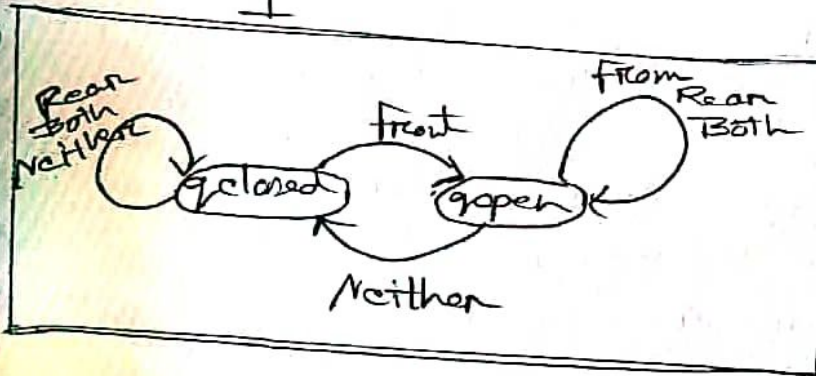 Rear
Both
Neither
front
from
Rear
Both
qclosed
qopen
Neither